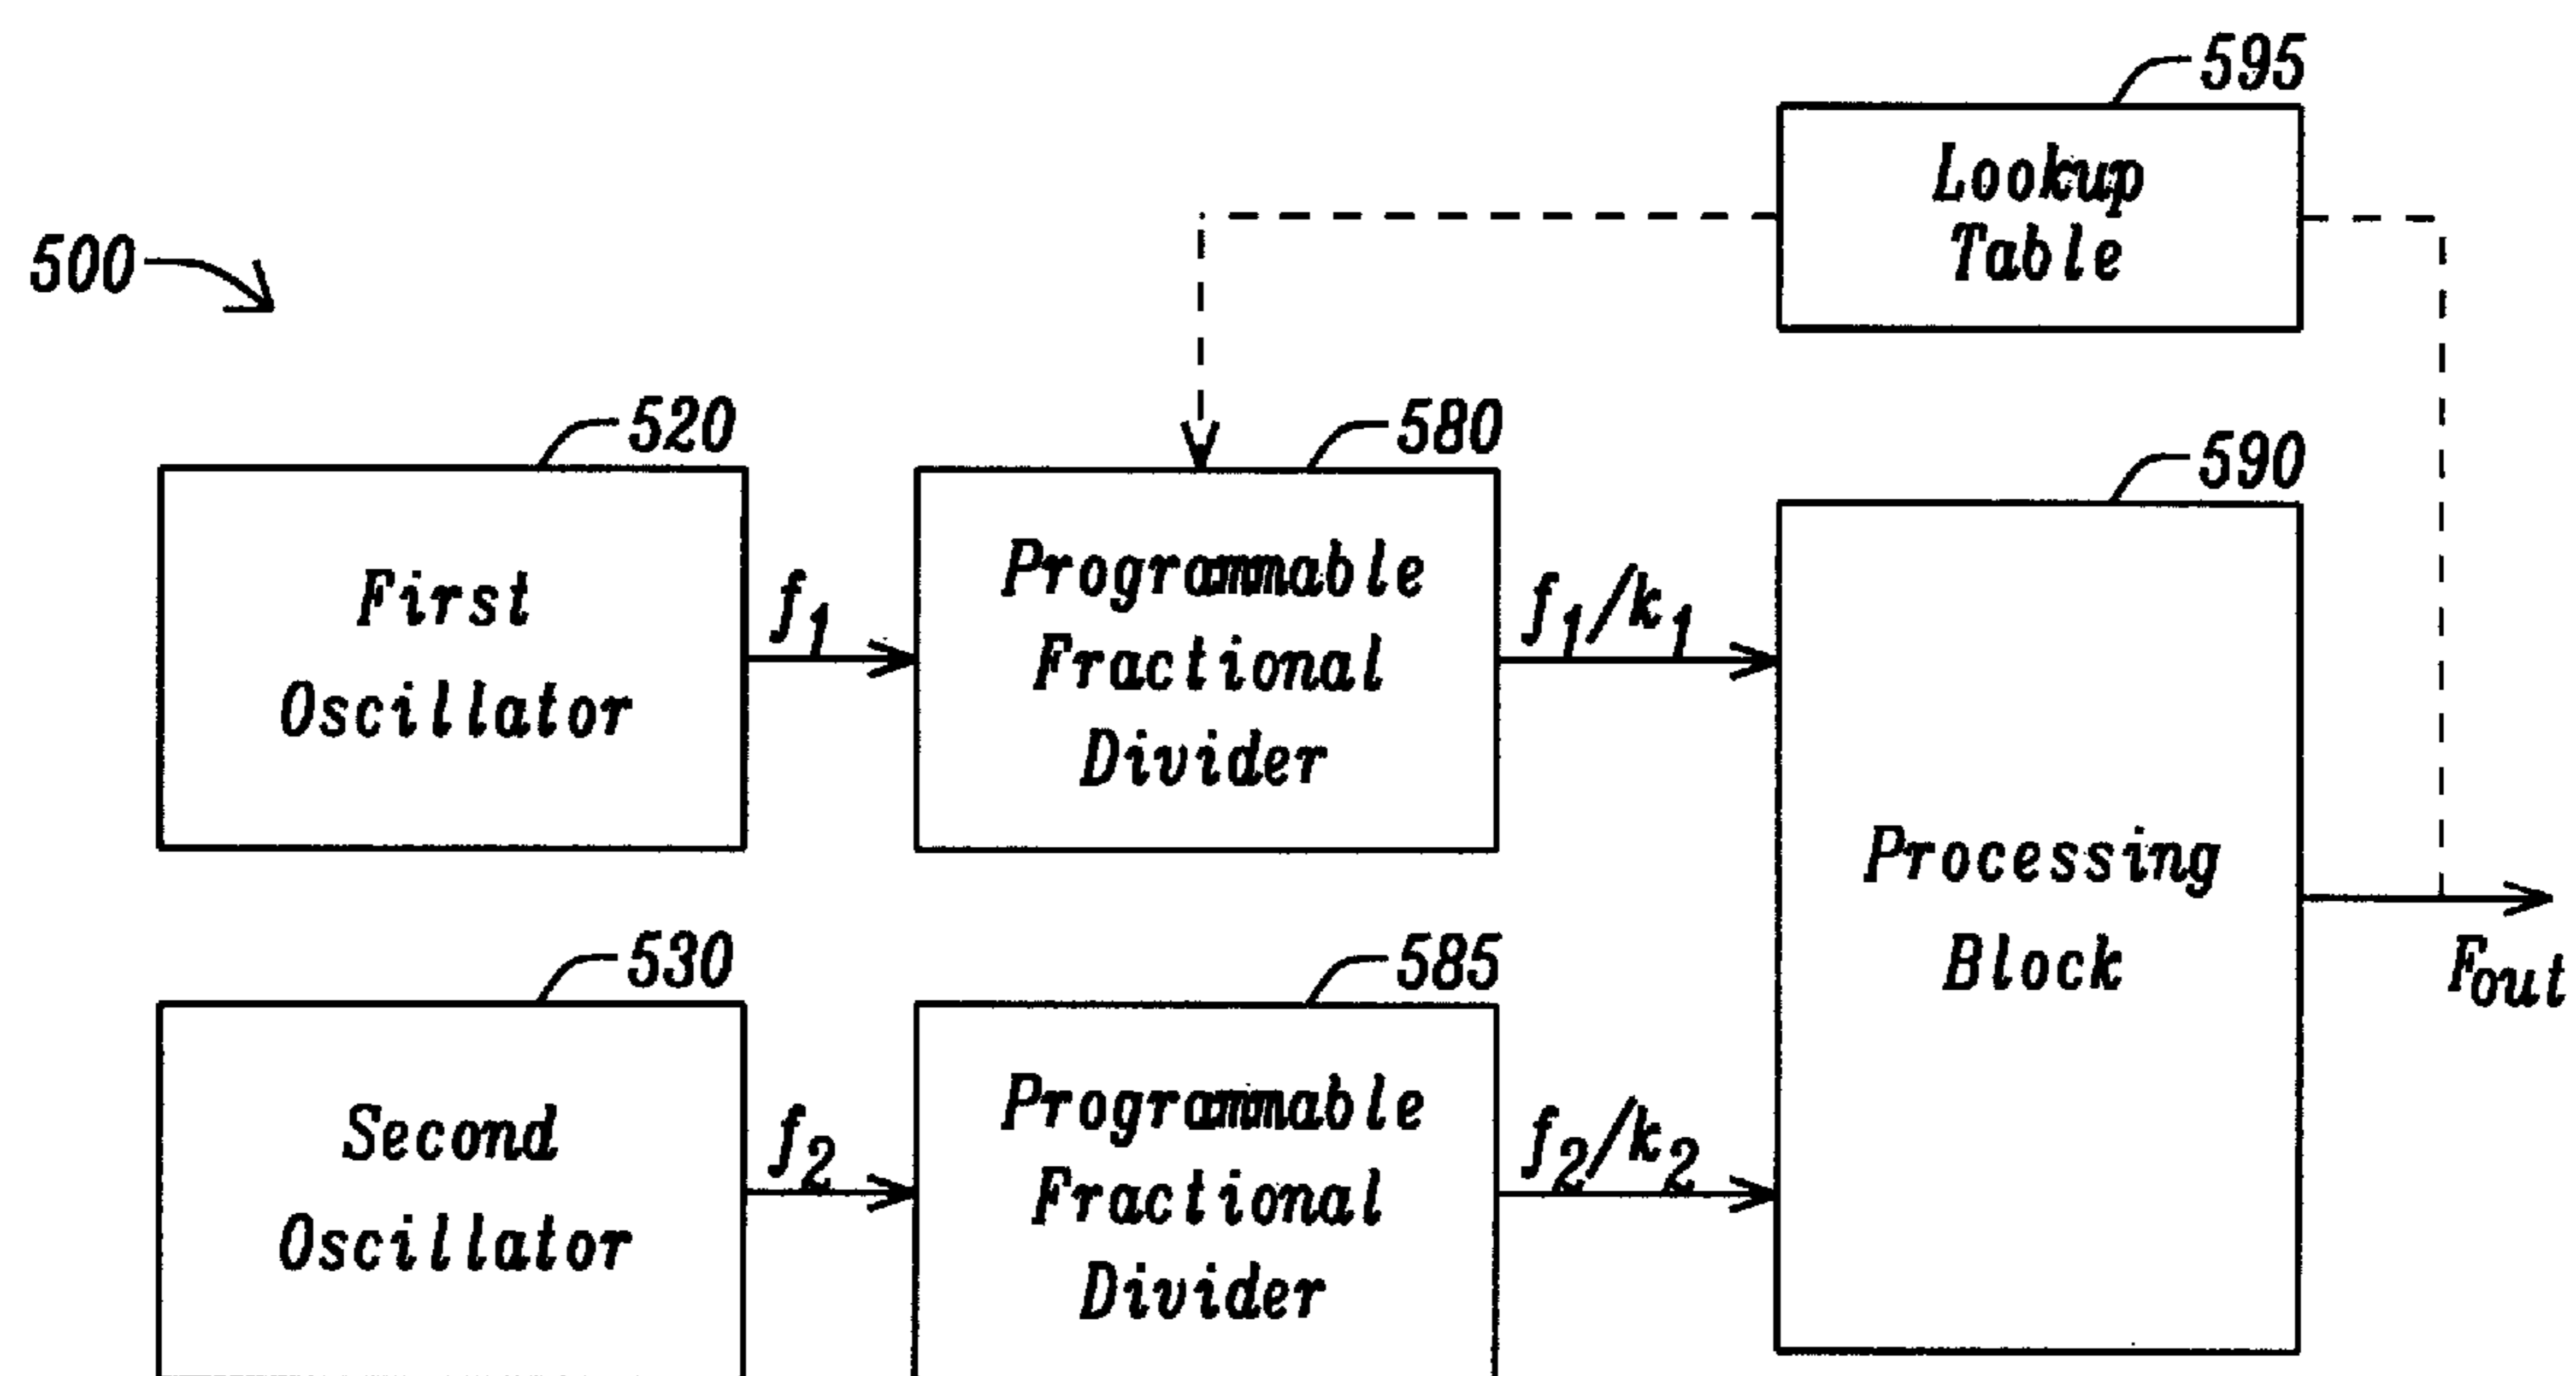 595
Lookup
Table
500
520
580
590
First
Oscillator
f1
Programmable
Fractional
Divider
f1/k1
Processing
Block
Fout
530
585
Second
Oscillator
f2
Programmable
Fractional
Divider
f2/k2